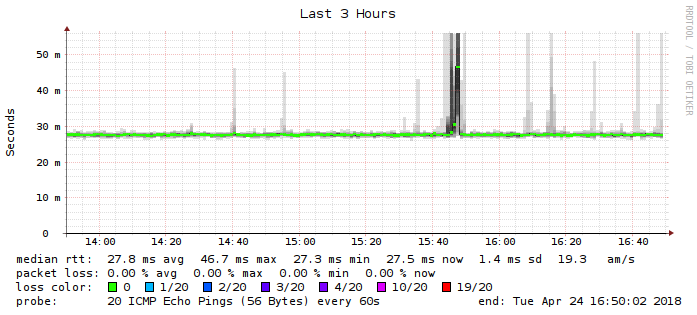 Last 3 Hours
RRDTOOL / TOBI OETIKER
Seconds
50 m
40 m
30 m
20 m
10 m
0
14:00 14:20 14:40 15:00 15:20 15:40 16:00 16:20 16:40
median rtt: 27.8 ms avg 46.7 ms max 27.3 ms min 27.5 ms now 1.4 ms sd 19.3 am/s
packet loss: 0.00 % avg 0.00 % max 0.00 % min 0.00 % now
loss color: 0 1/20 2/20 3/20 4/20 10/20 19/20
probe: 20 ICMP Echo Pings (56 Bytes) every 60s end: Tue Apr 24 16:50:02 2018